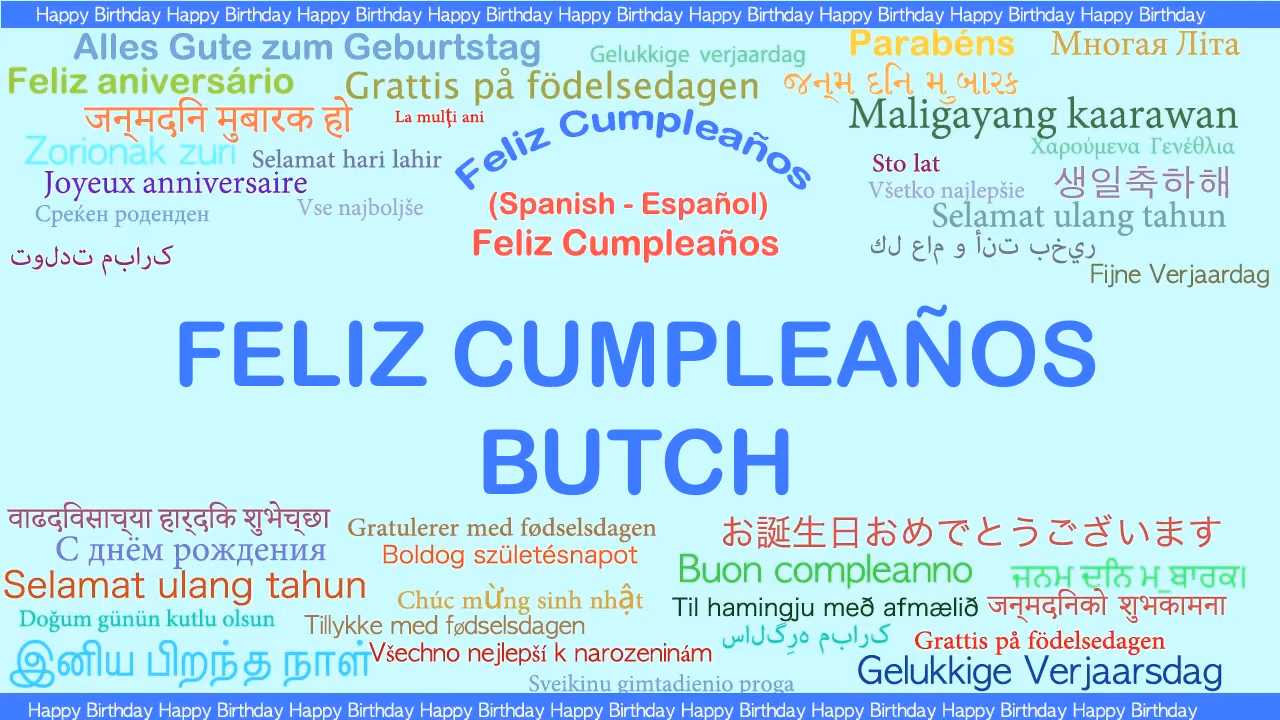 Happy Birthday Happy Birthday Happy Birthday Happy Birthday Happy Birthday Happy Birthday Happy Birthday Happy Birthday Happy Birthday
Alles Gute zum Geburtstag
Gelukkige verjaardag
Parabéns
Многая Літа
Feliz aniversário
Grattis på födelsedagen
જન્મ દિન મુબારક
जन्मदिन मुबारक हो
La mulţi ani
Feliz Cumpleaños
Maligayang kaarawan
Zorionak zuri
Selamat hari lahir
Χαρούμενα Γενέθλια
Sto lat
Joyeux anniversaire
(Spanish - Español)
Všetko najlepšie
생일축하해
Среќен роденден
Vse najboljše
Selamat ulang tahun
Feliz Cumpleaños
تولدت مبارک
كل عام و أنت بخير
Fijne Verjaardag
FELIZ CUMPLEAÑOS
BUTCH
वाढदिवसाच्या हार्दिक शुभेच्छा
Gratulerer med fødselsdagen
お誕生日おめでとうございます
С днём рождения
Boldog születésnapot
Buon compleanno
ਜਨਮ ਦਿਨ ਮੁਬਾਰਕ।
Selamat ulang tahun
Chúc mừng sinh nhật
Til hamingju með afmælið
जन्मदिनको शुभकामना
Doğum günün kutlu olsun
Tillykke med fødselsdagen
سالگرہ مبارک
Grattis på födelsedagen
இனிய பிறந்த நாள்
Všechno nejlepší k narozeninám
Gelukkige Verjaarsdag
Sveikinu gimtadienio proga
Happy Birthday Happy Birthday Happy Birthday Happy Birthday Happy Birthday Happy Birthday Happy Birthday Happy Birthday Happy Birthday